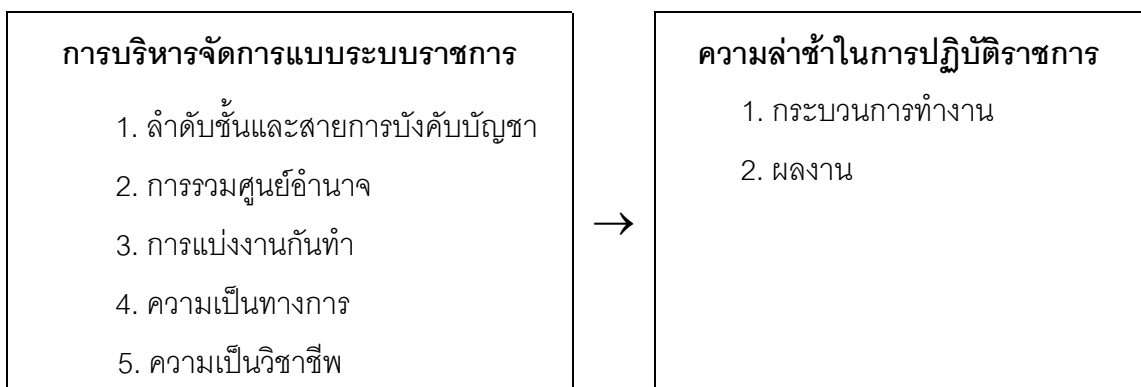 การบริหารจัดการแบบระบบราชการ
1. ลำดับชั้นและสายการบังคับบัญชา
2. การรวมศูนย์อำนาจ
3. การแบ่งงานกันทำ
4. ความเป็นทางการ
5. ความเป็นวิชาชีพ
→
ความล่าช้าในการปฏิบัติราชการ
1. กระบวนการทำงาน
2. ผลงาน